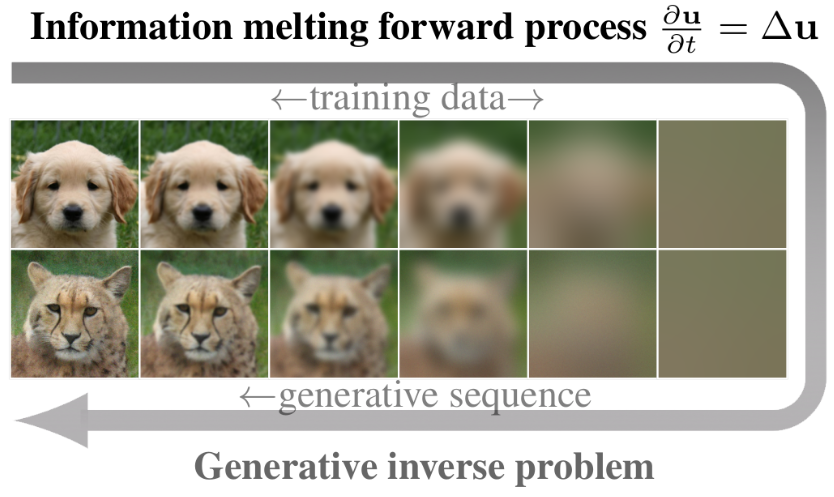 Information melting forward process ∂u/∂t = Δu
←training data→
←generative sequence
Generative inverse problem